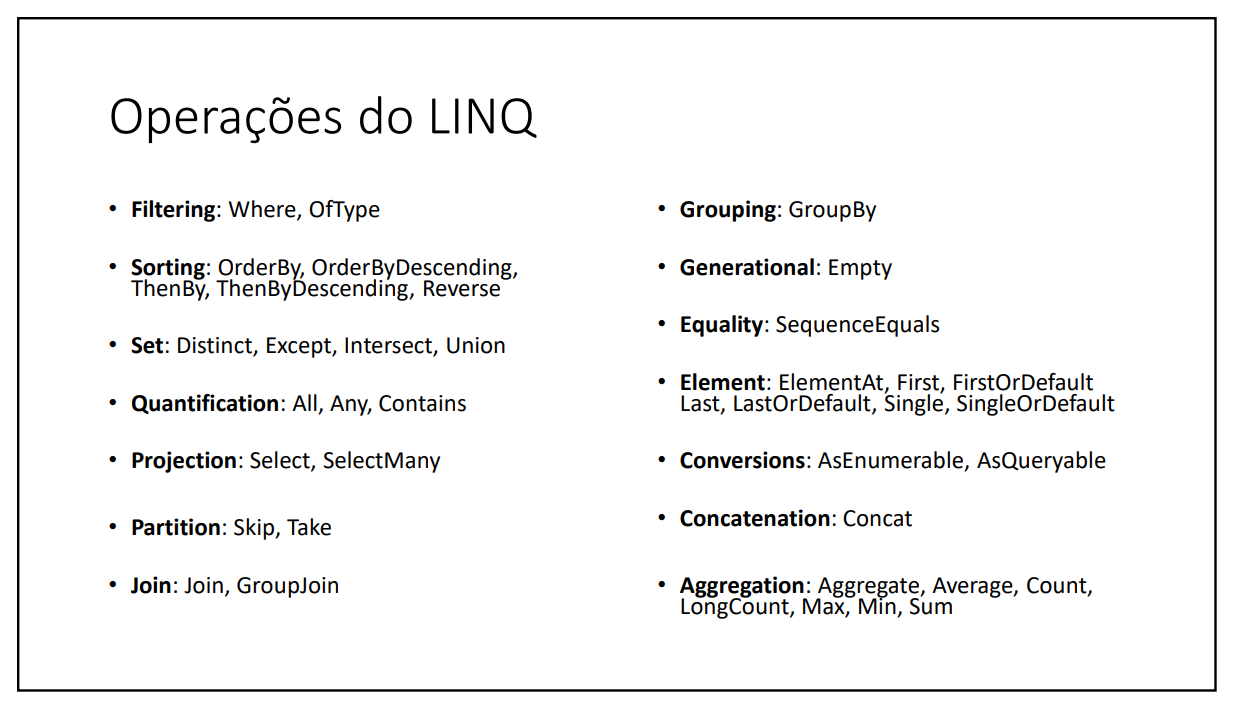 Operações do LINQ
• Filtering: Where, OfType
• Sorting: OrderBy, OrderByDescending,
ThenBy, ThenByDescending, Reverse
• Set: Distinct, Except, Intersect, Union
• Quantification: All, Any, Contains
• Projection: Select, SelectMany
• Partition: Skip, Take
• Join: Join, GroupJoin
• Grouping: GroupBy
• Generational: Empty
• Equality: SequenceEquals
• Element: ElementAt, First, FirstOrDefault
Last, LastOrDefault, Single, SingleOrDefault
• Conversions: AsEnumerable, AsQueryable
• Concatenation: Concat
• Aggregation: Aggregate, Average, Count,
LongCount, Max, Min, Sum